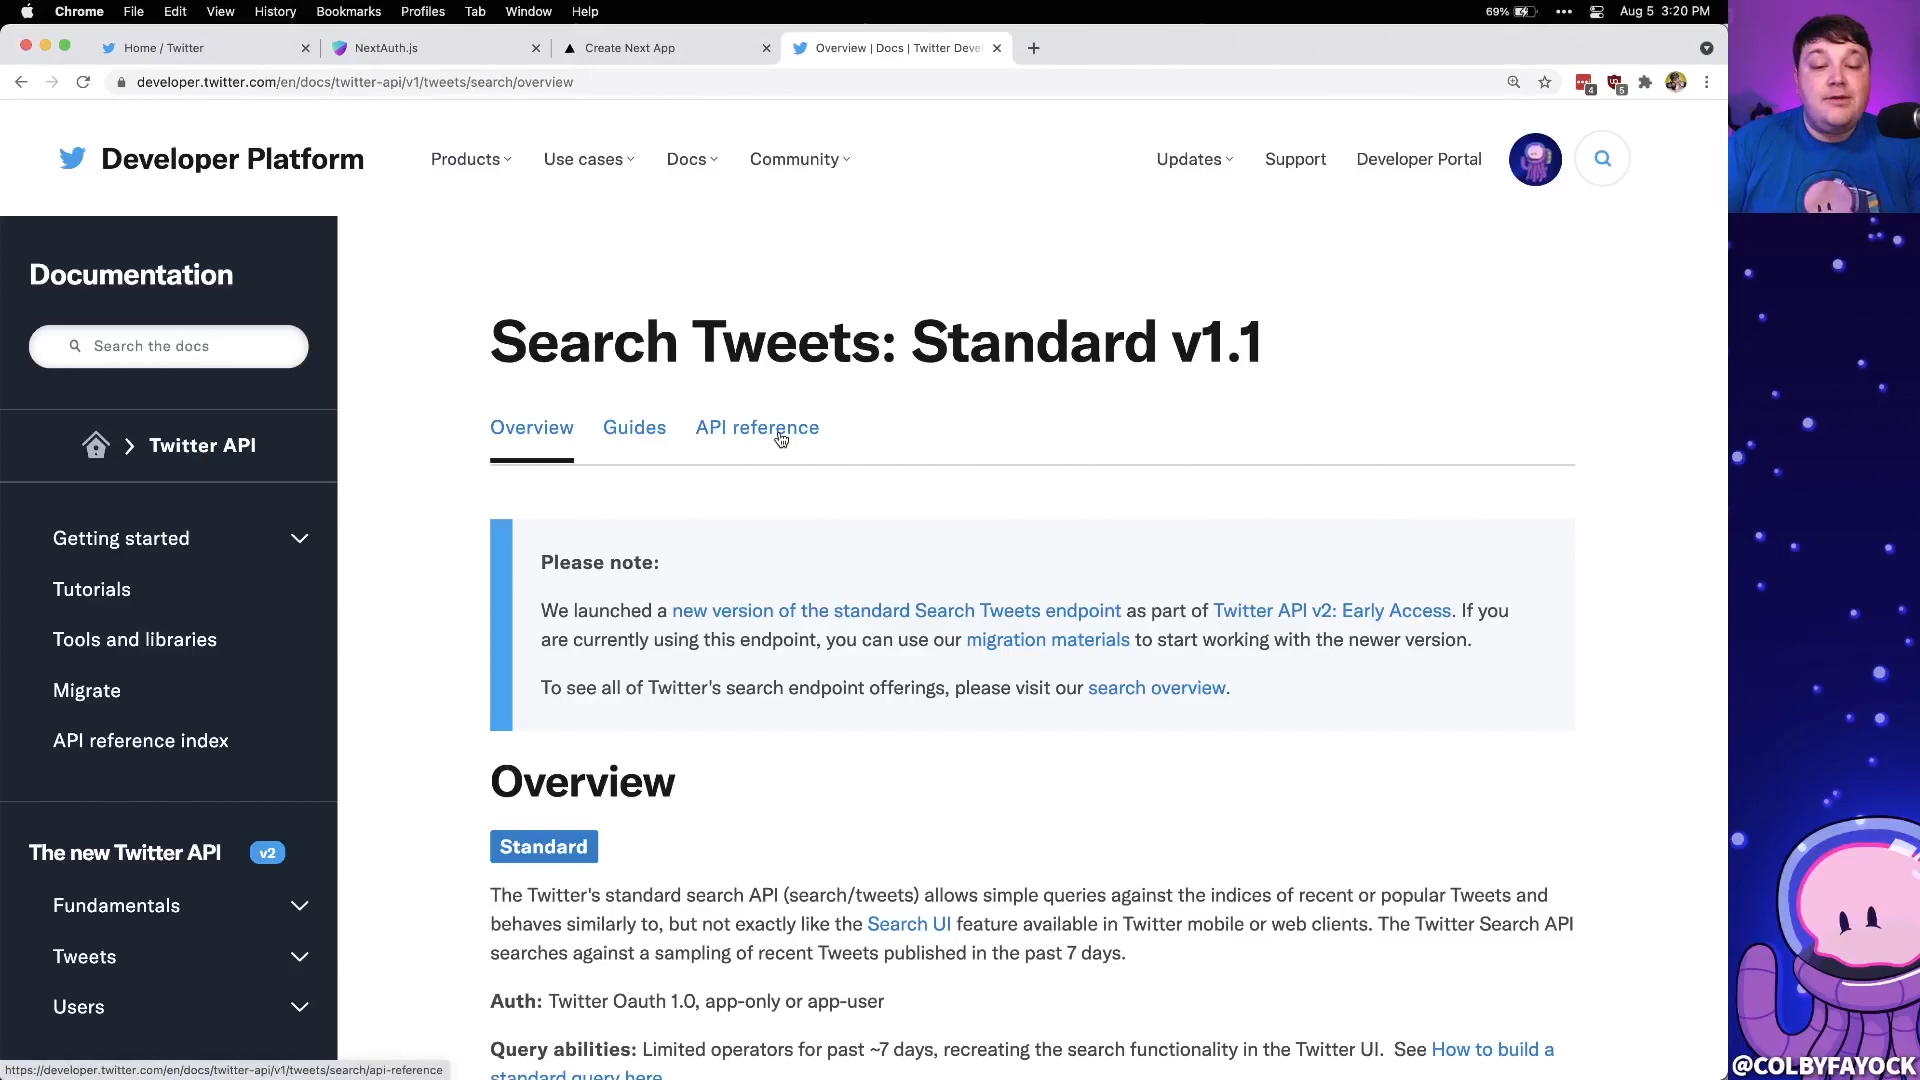 Chrome File Edit View History Bookmarks Profiles Tab Window Help 69% Aug 5 3:20 PM
Home / Twitter NextAuth.js Create Next App Overview | Docs | Twitter Deve
developer.twitter.com/en/docs/twitter-api/v1/tweets/search/overview 4 5
Developer Platform Products Use cases Docs Community Updates Support Developer Portal
Documentation
Search the docs
Twitter API
Getting started
Tutorials
Tools and libraries
Migrate
API reference index
The new Twitter API v2
Fundamentals
Tweets
Users
Search Tweets: Standard v1.1
Overview Guides API reference
Please note:
We launched a new version of the standard Search Tweets endpoint as part of Twitter API v2: Early Access. If you
are currently using this endpoint, you can use our migration materials to start working with the newer version.
To see all of Twitter's search endpoint offerings, please visit our search overview.
Overview
Standard
The Twitter's standard search API (search/tweets) allows simple queries against the indices of recent or popular Tweets and
behaves similarly to, but not exactly like the Search UI feature available in Twitter mobile or web clients. The Twitter Search API
searches against a sampling of recent Tweets published in the past 7 days.
Auth: Twitter Oauth 1.0, app-only or app-user
Query abilities: Limited operators for past ~7 days, recreating the search functionality in the Twitter UI. See How to build a
standard query here
https://developer.twitter.com/en/docs/twitter-api/v1/tweets/search/api-reference
@COLBYFAYOCK